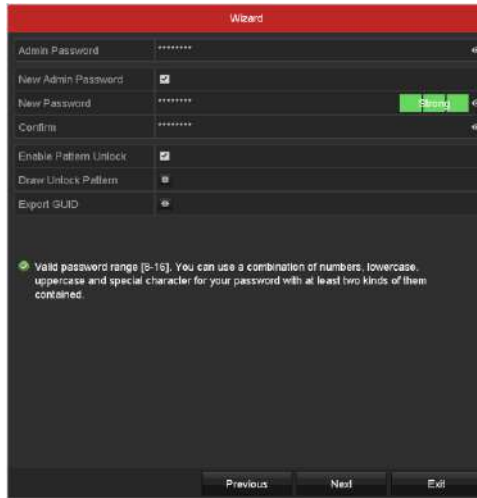 Wizard
Admin Password ********
New Admin Password
New Password ******** Strong
Confirm ********
Enable Pattern Unlock
Draw Unlock Pattern
Export GUID
Valid password range [8-16]. You can use a combination of numbers, lowercase,
uppercase and special character for your password with at least two kinds of them
contained.
Previous Next Exit